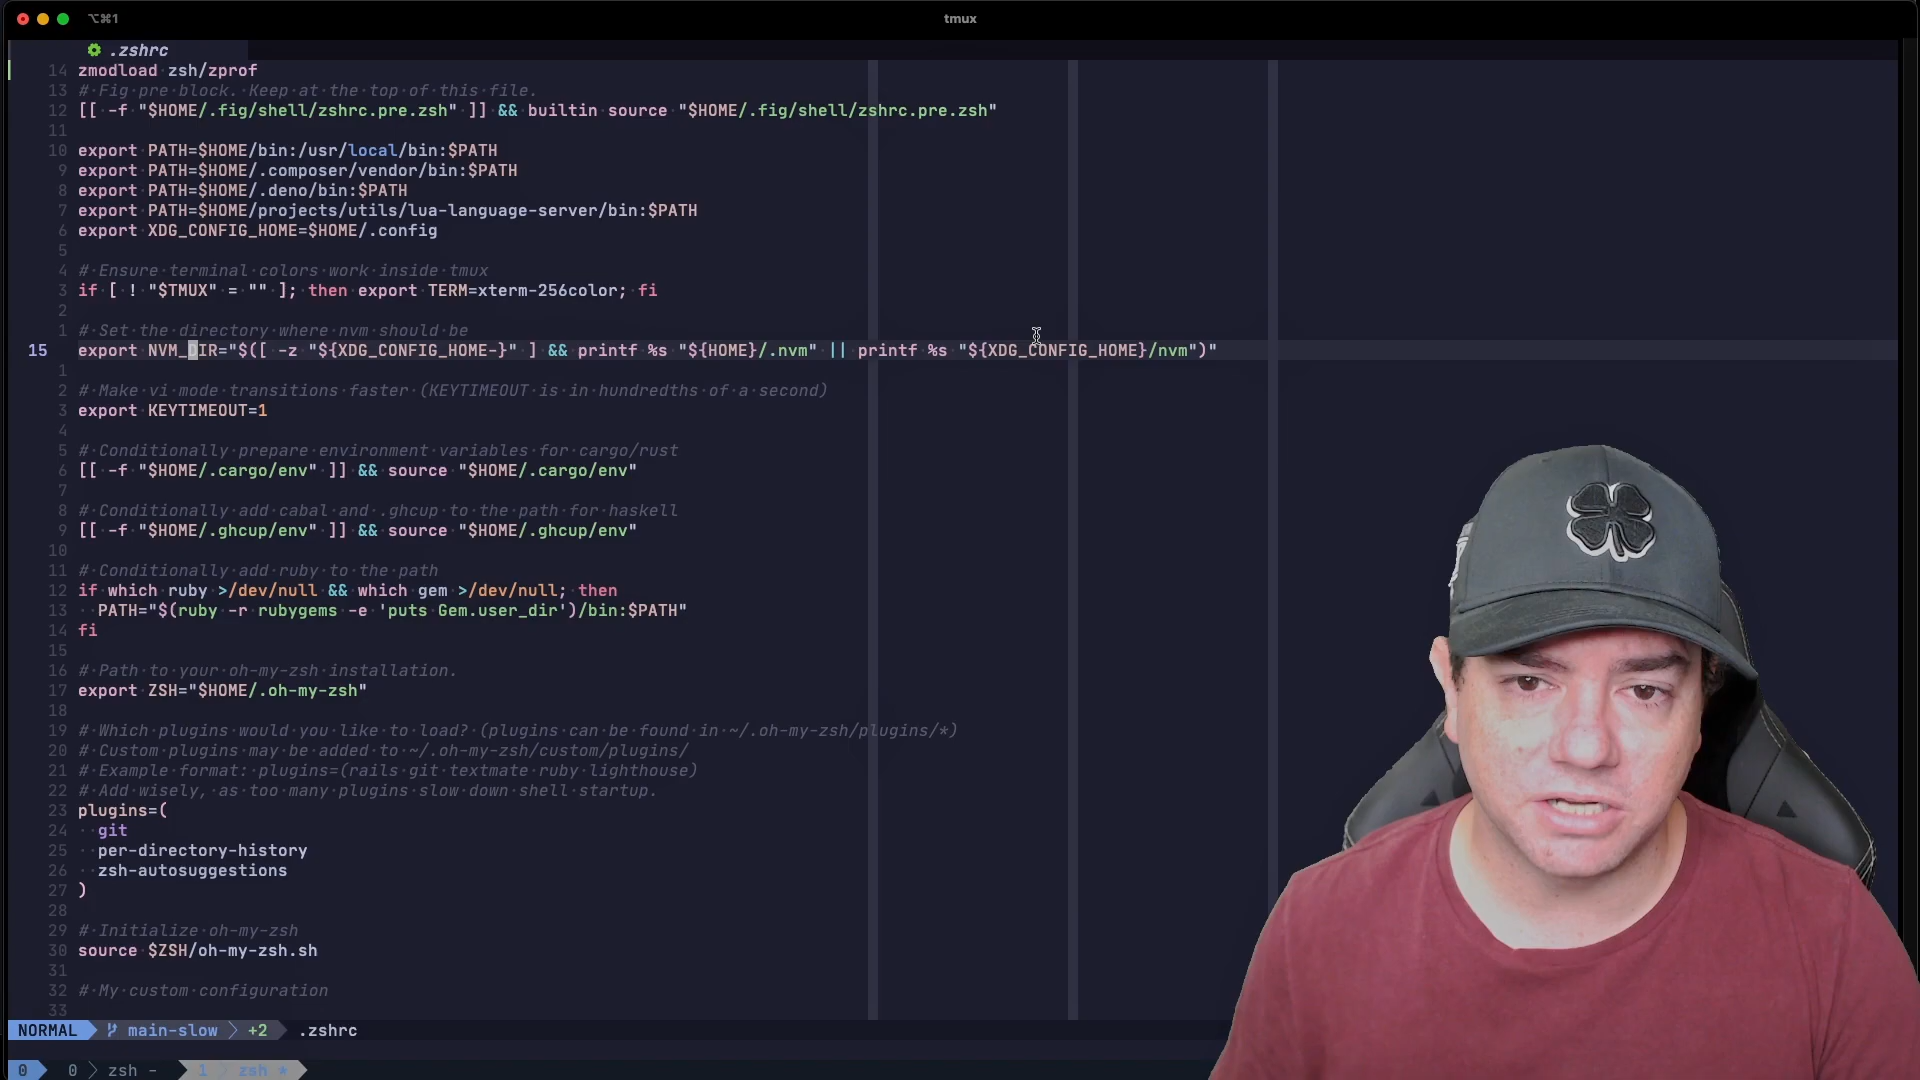 ⌥⌘1
tmux
.zshrc
14 zmodload zsh/zprof
13 # Fig pre block. Keep at the top of this file.
12 [[ -f "$HOME/.fig/shell/zshrc.pre.zsh" ]] && builtin source "$HOME/.fig/shell/zshrc.pre.zsh"
11
10 export PATH=$HOME/bin:/usr/local/bin:$PATH
9 export PATH=$HOME/.composer/vendor/bin:$PATH
8 export PATH=$HOME/.deno/bin:$PATH
7 export PATH=$HOME/projects/utils/lua-language-server/bin:$PATH
6 export XDG_CONFIG_HOME=$HOME/.config
5
4 # Ensure terminal colors work inside tmux
3 if [ ! "$TMUX" = "" ]; then export TERM=xterm-256color; fi
2
1 # Set the directory where nvm should be
15 export NVM_DIR="$([ -z "${XDG_CONFIG_HOME-}" ] && printf %s "${HOME}/.nvm" || printf %s "${XDG_CONFIG_HOME}/nvm")"
1
2 # Make vi mode transitions faster (KEYTIMEOUT is in hundredths of a second)
3 export KEYTIMEOUT=1
4
5 # Conditionally prepare environment variables for cargo/rust
6 [[ -f "$HOME/.cargo/env" ]] && source "$HOME/.cargo/env"
7
8 # Conditionally add cabal and .ghcup to the path for haskell
9 [[ -f "$HOME/.ghcup/env" ]] && source "$HOME/.ghcup/env"
10
11 # Conditionally add ruby to the path
12 if which ruby >/dev/null && which gem >/dev/null; then
13 PATH="$(ruby -r rubygems -e 'puts Gem.user_dir')/bin:$PATH"
14 fi
15
16 # Path to your oh-my-zsh installation.
17 export ZSH="$HOME/.oh-my-zsh"
18
19 # Which plugins would you like to load? (plugins can be found in ~/.oh-my-zsh/plugins/*)
20 # Custom plugins may be added to ~/.oh-my-zsh/custom/plugins/
21 # Example format: plugins=(rails git textmate ruby lighthouse)
22 # Add wisely, as too many plugins slow down shell startup.
23 plugins=(
24 git
25 per-directory-history
26 zsh-autosuggestions
27 )
28
29 # Initialize oh-my-zsh
30 source $ZSH/oh-my-zsh.sh
31
32 # My custom configuration
33
NORMAL main-slow +2 .zshrc
0 0 zsh - 1 zsh *